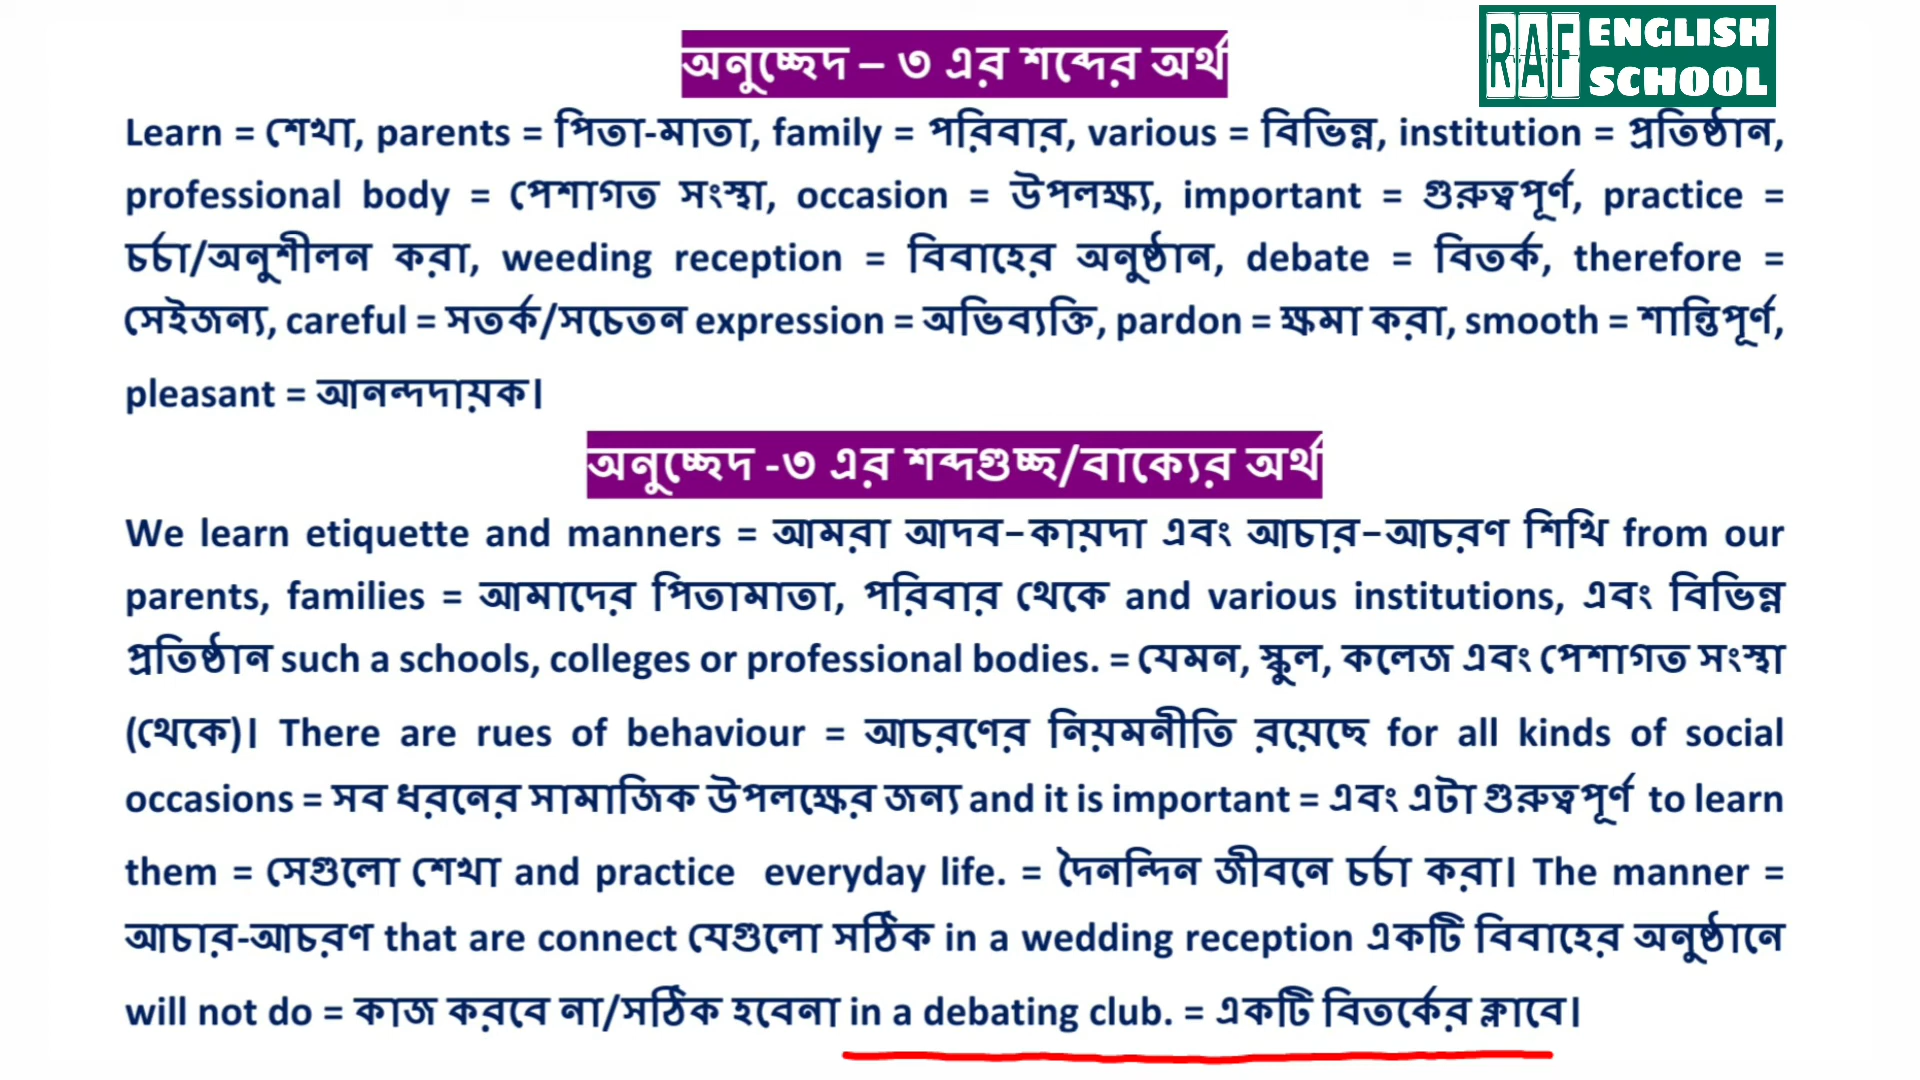 অনুচ্ছেদ – ৩ এর শব্দের অর্থ
RAF ENGLISH SCHOOL
Learn = শেখা, parents = পিতা-মাতা, family = পরিবার, various = বিভিন্ন, institution = প্রতিষ্ঠান,
professional body = পেশাগত সংস্থা, occasion = উপলক্ষ্য, important = গুরুত্বপূর্ণ, practice =
চর্চা/অনুশীলন করা, weeding reception = বিবাহের অনুষ্ঠান, debate = বিতর্ক, therefore =
সেইজন্য, careful = সতর্ক/সচেতন expression = অভিব্যক্তি, pardon = ক্ষমা করা, smooth = শান্তিপূর্ণ,
pleasant = আনন্দদায়ক।
অনুচ্ছেদ -৩ এর শব্দগুচ্ছ/বাক্যের অর্থ
We learn etiquette and manners = আমরা আদব–কায়দা এবং আচার–আচরণ শিখি from our
parents, families = আমাদের পিতামাতা, পরিবার থেকে and various institutions, এবং বিভিন্ন
প্রতিষ্ঠান such a schools, colleges or professional bodies. = যেমন, স্কুল, কলেজ এবং পেশাগত সংস্থা
(থেকে)। There are rues of behaviour = আচরণের নিয়মনীতি রয়েছে for all kinds of social
occasions = সব ধরনের সামাজিক উপলক্ষের জন্য and it is important = এবং এটা গুরুত্বপূর্ণ to learn
them = সেগুলো শেখা and practice everyday life. = দৈনন্দিন জীবনে চর্চা করা। The manner =
আচার-আচরণ that are connect যেগুলো সঠিক in a wedding reception একটি বিবাহের অনুষ্ঠানে
will not do = কাজ করবে না/সঠিক হবেনা in a debating club. = একটি বিতর্কের ক্লাবে।